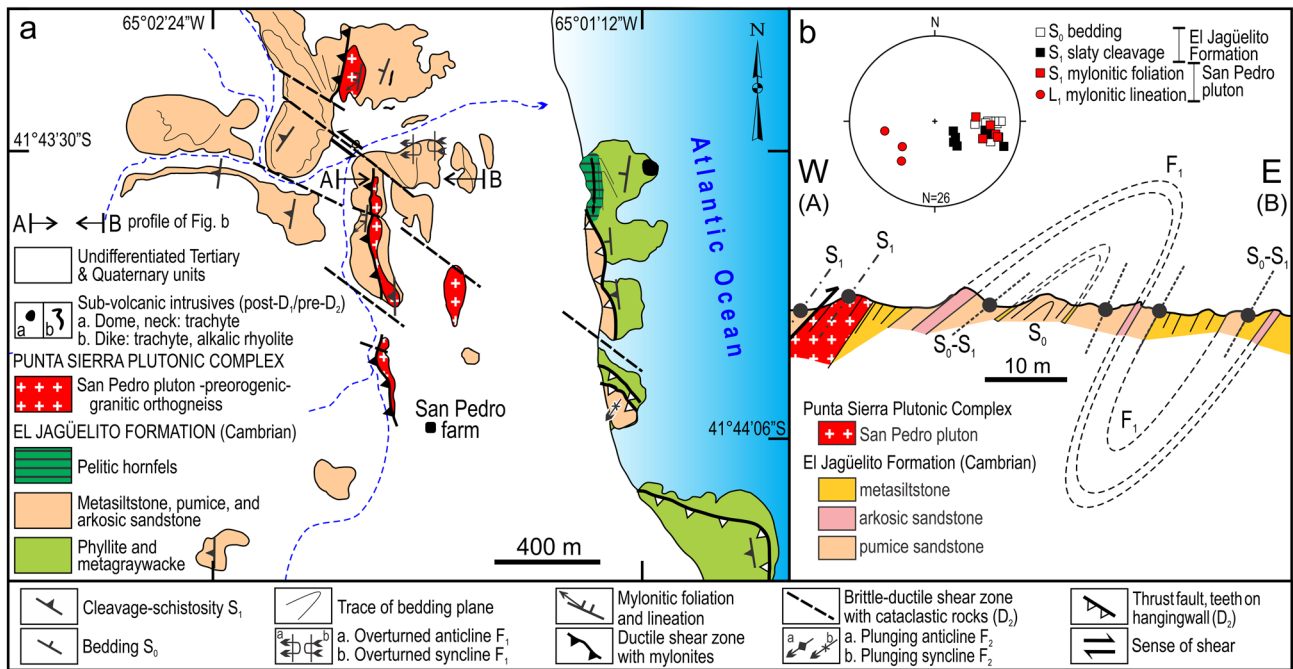 a
65°02'24"W
65°01'12"W
N
41°43'30"S
A
B
Atlantic Ocean
A B profile of Fig. b
Undifferentiated Tertiary
& Quaternary units
a b
Sub-volcanic intrusives (post-D₁/pre-D₂)
a. Dome, neck: trachyte
b. Dike: trachyte, alkalic rhyolite
PUNTA SIERRA PLUTONIC COMPLEX
San Pedro pluton -preorogenic-
granitic orthogneiss
EL JAGÜELITO FORMATION (Cambrian)
Pelitic hornfels
Metasiltstone, pumice, and
arkosic sandstone
Phyllite and
metagraywacke
San Pedro
farm
41°44'06"S
400 m
b
N
N=26
S₀ bedding
S₁ slaty cleavage
El Jagüelito
Formation
S₁ mylonitic foliation
L₁ mylonitic lineation
San Pedro
pluton
W
(A)
E
(B)
F₁
S₁
S₁
S₀-S₁
S₀-S₁
S₀
F₁
10 m
Punta Sierra Plutonic Complex
San Pedro pluton
El Jagüelito Formation (Cambrian)
metasiltstone
arkosic sandstone
pumice sandstone
Cleavage-schistosity S₁
Bedding S₀
Trace of bedding plane
a b
a. Overturned anticline F₁
b. Overturned syncline F₁
Mylonitic foliation
and lineation
Ductile shear zone
with mylonites
Brittle-ductile shear zone
with cataclastic rocks (D₂)
a b
a. Plunging anticline F₂
b. Plunging syncline F₂
Thrust fault, teeth on
hangingwall (D₂)
Sense of shear